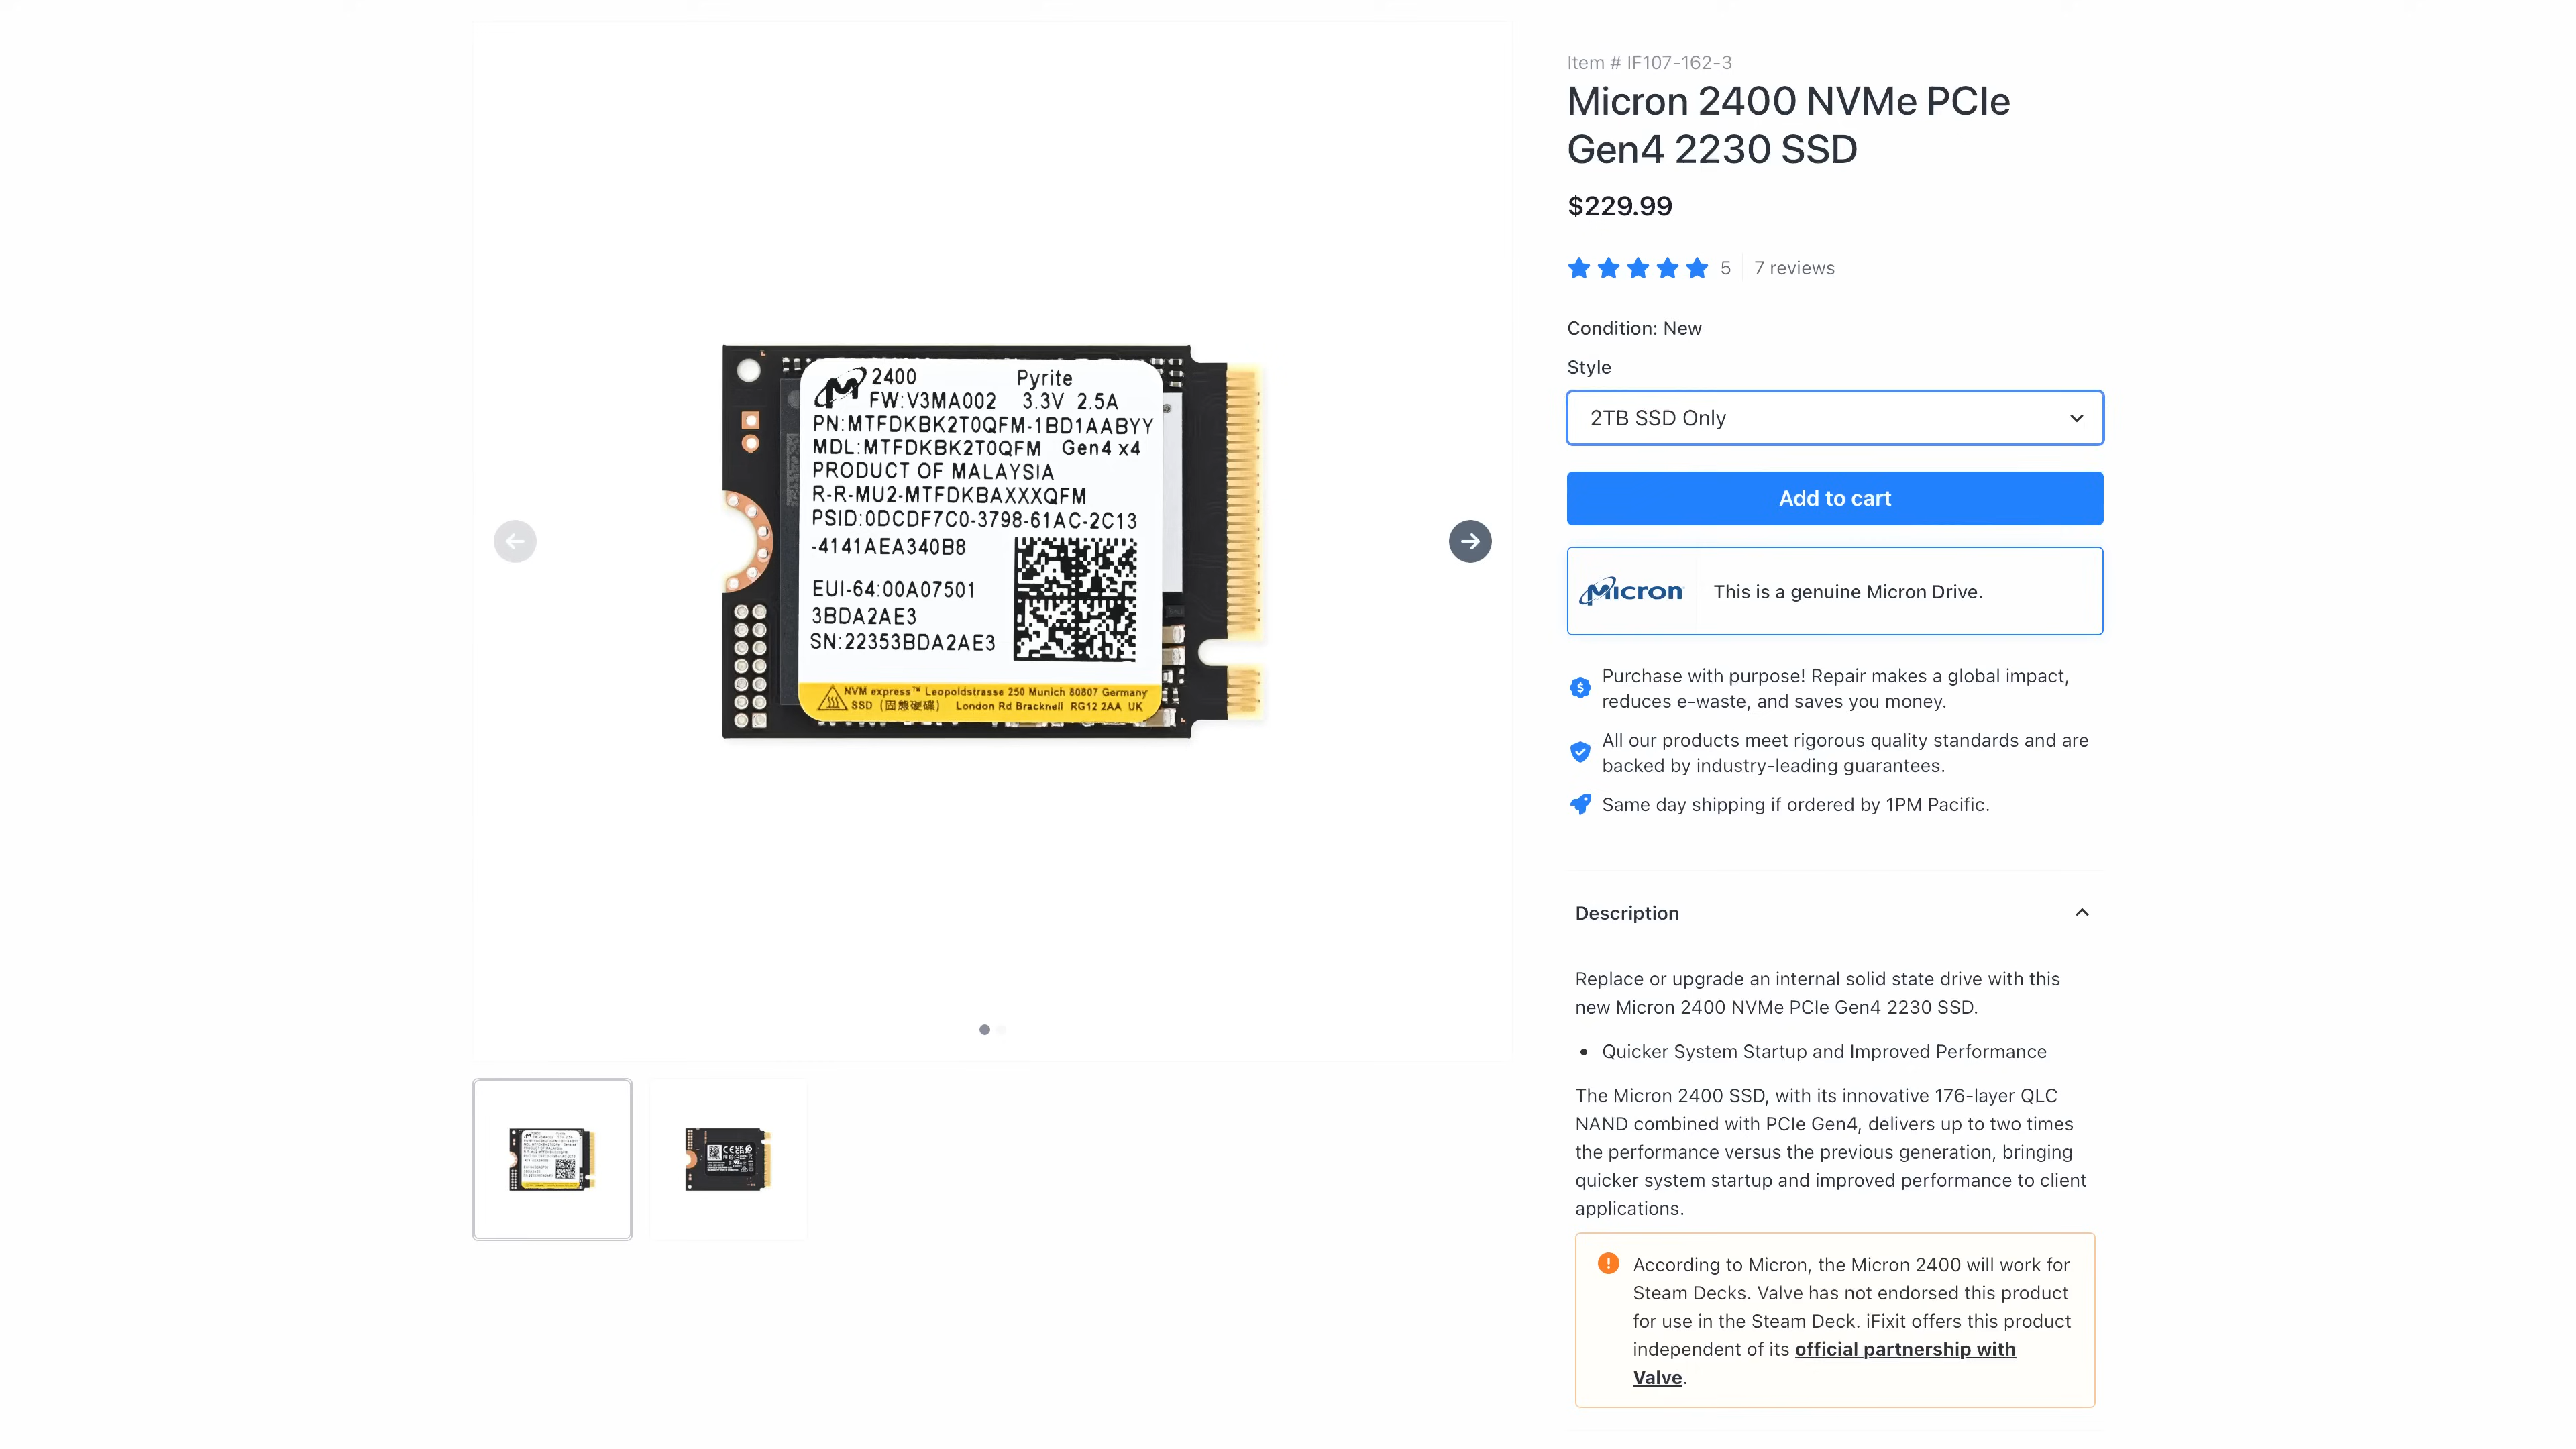 Item # IF107-162-3
Micron 2400 NVMe PCIe
Gen4 2230 SSD
$229.99
5
7 reviews
Condition: New
Style
2TB SSD Only
Add to cart
Micron
This is a genuine Micron Drive.
Purchase with purpose! Repair makes a global impact,
reduces e-waste, and saves you money.
All our products meet rigorous quality standards and are
backed by industry-leading guarantees.
Same day shipping if ordered by 1PM Pacific.
Description
Replace or upgrade an internal solid state drive with this
new Micron 2400 NVMe PCIe Gen4 2230 SSD.
• Quicker System Startup and Improved Performance
The Micron 2400 SSD, with its innovative 176-layer QLC
NAND combined with PCIe Gen4, delivers up to two times
the performance versus the previous generation, bringing
quicker system startup and improved performance to client
applications.
According to Micron, the Micron 2400 will work for
Steam Decks. Valve has not endorsed this product
for use in the Steam Deck. iFixit offers this product
independent of its official partnership with
Valve.
2400 Pyrite
FW:V3MA002 3.3V 2.5A
PN:MTFDKBK2T0QFM-1BD1AABYY
MDL:MTFDKBK2T0QFM Gen4 x4
PRODUCT OF MALAYSIA
R-R-MU2-MTFDKBAXXXQFM
PSID:0DCDF7C0-3798-61AC-2C13
-4141AEA340B8
EUI-64:00A07501
3BDA2AE3
SN:22353BDA2AE3
NVM express™ Leopoldstrasse 250 Munich 80807 Germany
SSD (固態硬碟) London Rd Bracknell RG12 2AA UK